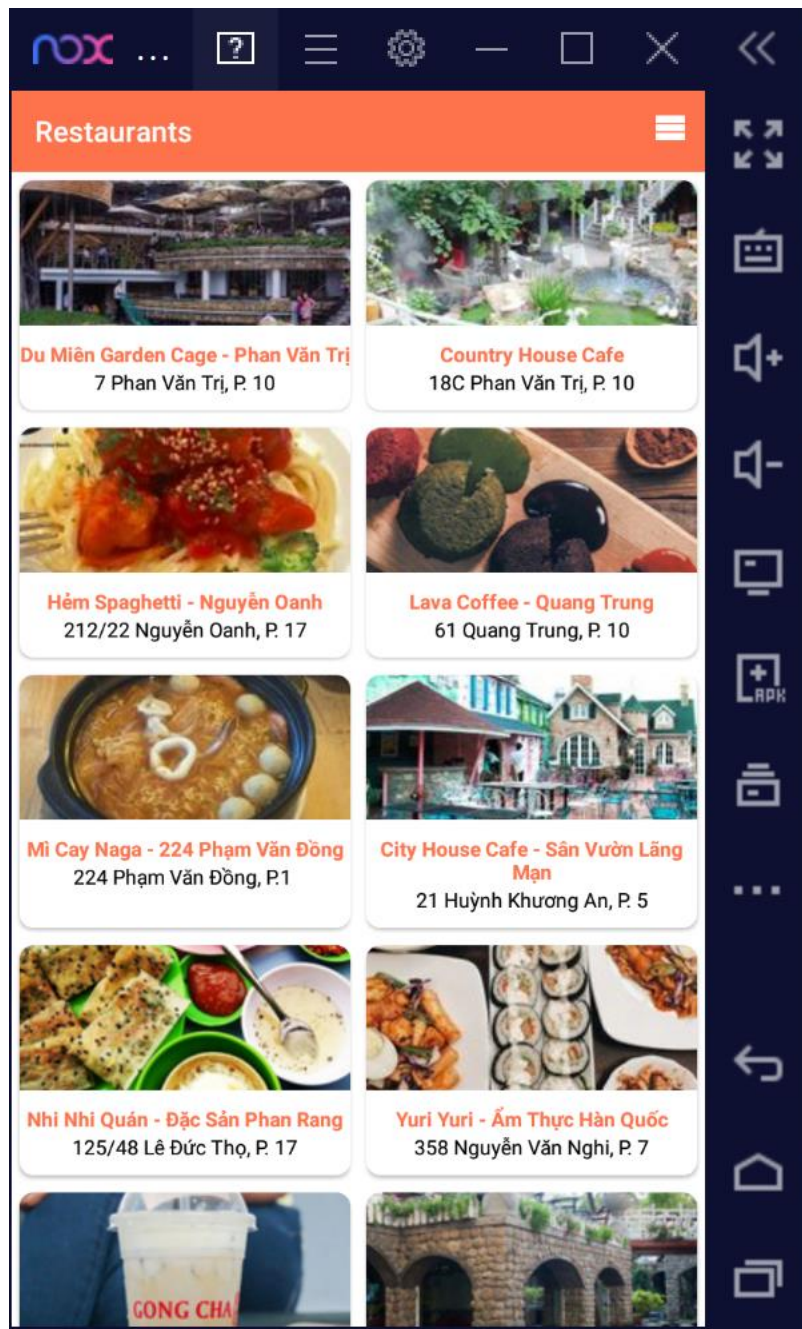 nox ...
Restaurants
Du Miên Garden Cage - Phan Văn Trị
7 Phan Văn Trị, P. 10
Country House Cafe
18C Phan Văn Trị, P. 10
Hẻm Spaghetti - Nguyễn Oanh
212/22 Nguyễn Oanh, P. 17
Lava Coffee - Quang Trung
61 Quang Trung, P. 10
Mì Cay Naga - 224 Phạm Văn Đồng
224 Phạm Văn Đồng, P.1
City House Cafe - Sân Vườn Lãng
Mạn
21 Huỳnh Khương An, P. 5
Nhi Nhi Quán - Đặc Sản Phan Rang
125/48 Lê Đức Thọ, P. 17
Yuri Yuri - Ẩm Thực Hàn Quốc
358 Nguyễn Văn Nghi, P. 7
GONG CHA
APK